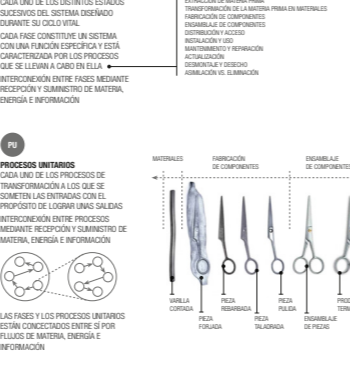 CADA UNO DE LOS DISTINTOS ESTADOS
SUCESIVOS DEL SISTEMA DISEÑADO
DURANTE SU CICLO VITAL
CADA FASE CONSTITUYE UN SISTEMA
CON UNA FUNCIÓN ESPECÍFICA Y ESTÁ
CARACTERIZADA POR LOS PROCESOS
QUE SE LLEVAN A CABO EN ELLA
INTERCONEXIÓN ENTRE FASES MEDIANTE
RECEPCIÓN Y SUMINISTRO DE MATERIA,
ENERGÍA E INFORMACIÓN
EXTRACCIÓN DE MATERIA PRIMA
TRANSFORMACIÓN DE LA MATERIA PRIMA EN MATERIALES
FABRICACIÓN DE COMPONENTES
ENSAMBLAJE DE COMPONENTES
DISTRIBUCIÓN Y ACCESO
INSTALACIÓN Y USO
MANTENIMIENTO Y REPARACIÓN
ACTUALIZACIÓN
DESMONTAJE Y DESECHO
ASIMILACIÓN VS. ELIMINACIÓN
PU
PROCESOS UNITARIOS
CADA UNO DE LOS PROCESOS DE
TRANSFORMACIÓN A LOS QUE SE
SOMETEN LAS ENTRADAS CON EL
PROPÓSITO DE LOGRAR UNAS SALIDAS
INTERCONEXIÓN ENTRE PROCESOS
MEDIANTE RECEPCIÓN Y SUMINISTRO DE
MATERIA, ENERGÍA E INFORMACIÓN
LAS FASES Y LOS PROCESOS UNITARIOS
ESTÁN CONCECTADOS ENTRE SÍ POR
FLUJOS DE MATERIA, ENERGÍA E
INFORMACIÓN
MATERIALES
FABRICACIÓN
DE COMPONENTES
ENSAMBLAJE
DE COMPONENTES
VARILLA
CORTADA
PIEZA
FORJADA
PIEZA
REBARBADA
PIEZA
TALADRADA
PIEZA
PULIDA
ENSAMBLAJE
DE PIEZAS
PROD
TERM